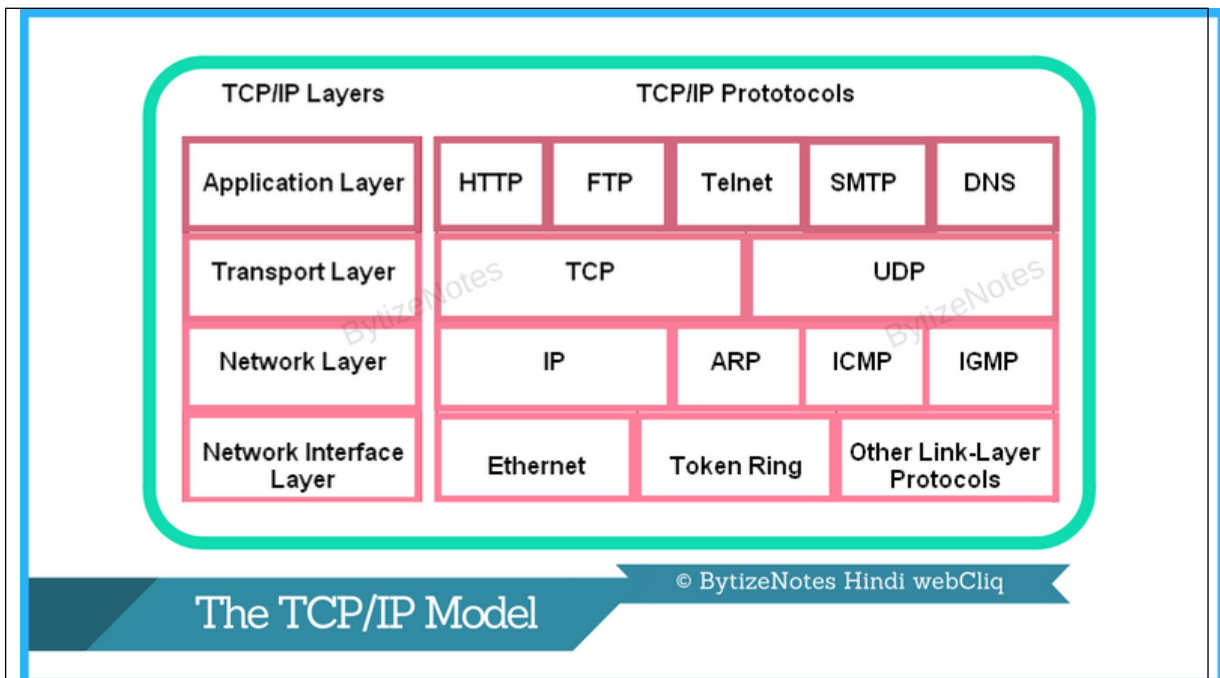 TCP/IP Layers
TCP/IP Prototocols
Application Layer
HTTP
FTP
Telnet
SMTP
DNS
Transport Layer
TCP
UDP
BytizeNotes
BytizeNotes
Network Layer
IP
ARP
ICMP
IGMP
Network Interface
Layer
Ethernet
Token Ring
Other Link-Layer
Protocols
© BytizeNotes Hindi webCliq
The TCP/IP Model